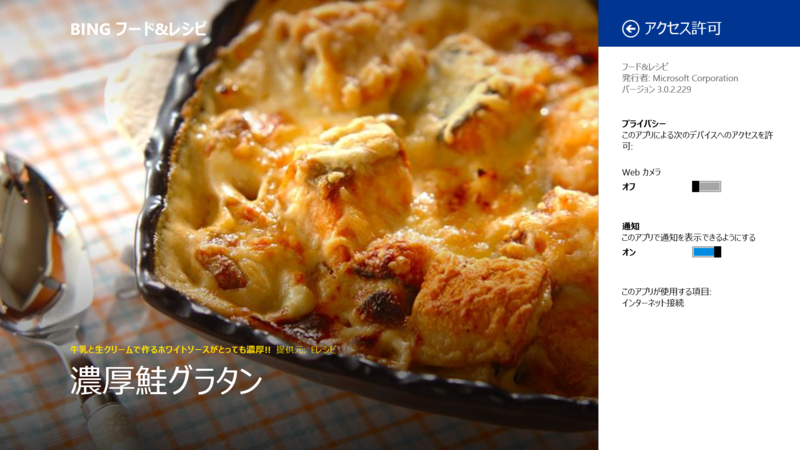 BING フード&レシピ
牛乳と生クリームで作るホワイトソースがとっても濃厚!! 提供元: Eレシピ
濃厚鮭グラタン
アクセス許可
フード&レシピ
発行者: Microsoft Corporation
バージョン 3.0.2.229
プライバシー
このアプリによる次のデバイスへのアクセスを許
可:
Web カメラ
オフ
通知
このアプリで通知を表示できるようにする
オン
このアプリが使用する項目:
インターネット接続